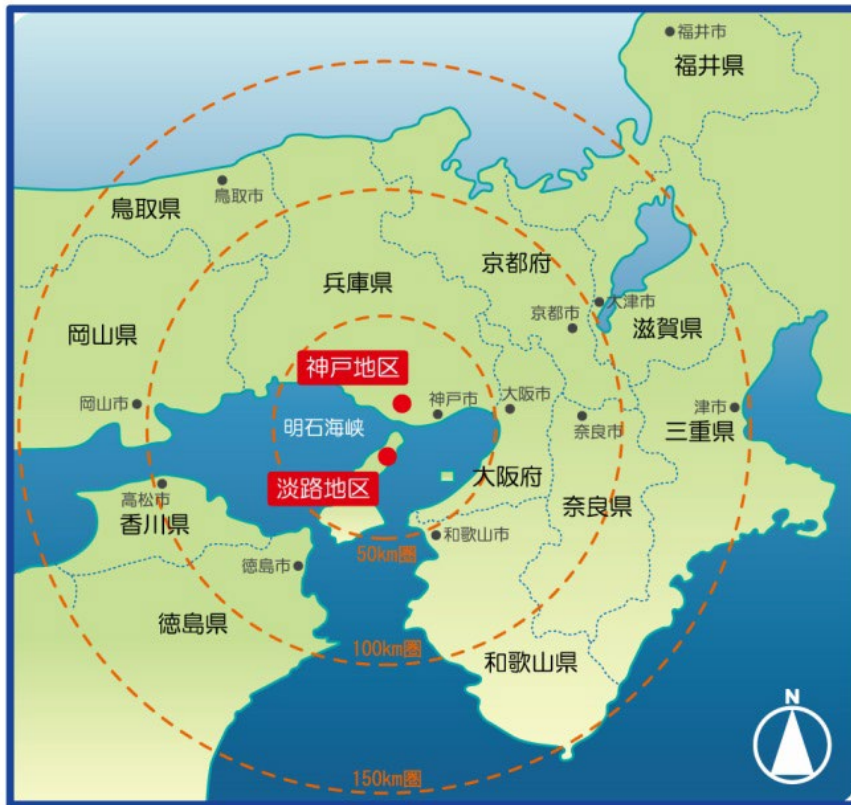 福井市
福井県
鳥取市
鳥取県
京都府
兵庫県
大津市
京都市
滋賀県
岡山県
神戸地区
岡山市
神戸市
大阪市
奈良市
津市
三重県
明石海峡
淡路地区
大阪府
高松市
香川県
奈良県
和歌山市
50km圏
徳島市
徳島県
100km圏
和歌山県
N
150km圏